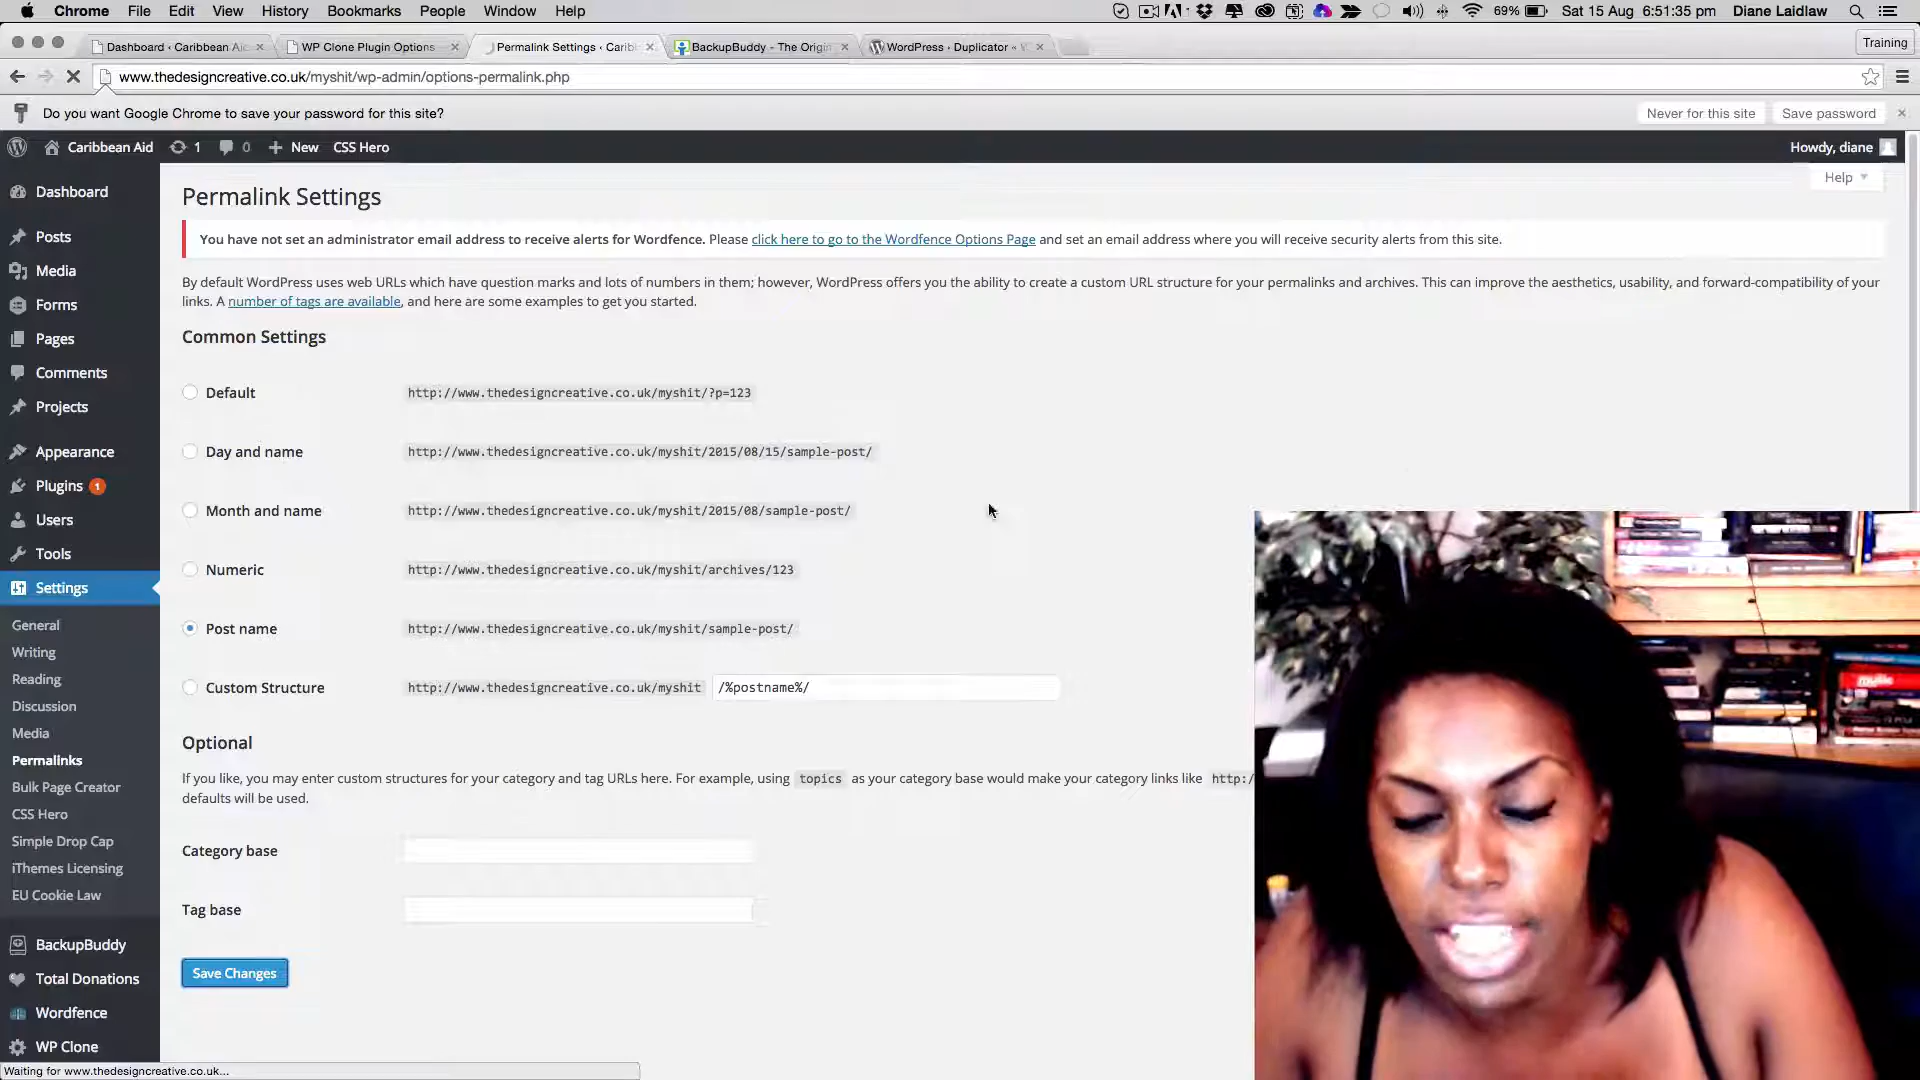 Chrome File Edit View History Bookmarks People Window Help 69% Sat 15 Aug 6:51:35 pm Diane Laidlaw
Dashboard ‹ Caribbean Aid WP Clone Plugin Options Permalink Settings ‹ Carib BackupBuddy - The Origin WordPress › Duplicator « Training
www.thedesigncreative.co.uk/myshit/wp-admin/options-permalink.php
Do you want Google Chrome to save your password for this site? Never for this site Save password
Caribbean Aid 1 0 New CSS Hero Howdy, diane
Help
Dashboard
Posts
Media
Forms
Pages
Comments
Projects
Appearance
Plugins 1
Users
Tools
Settings
General
Writing
Reading
Discussion
Media
Permalinks
Bulk Page Creator
CSS Hero
Simple Drop Cap
iThemes Licensing
EU Cookie Law
BackupBuddy
Total Donations
Wordfence
WP Clone
Permalink Settings
You have not set an administrator email address to receive alerts for Wordfence. Please click here to go to the Wordfence Options Page and set an email address where you will receive security alerts from this site.
By default WordPress uses web URLs which have question marks and lots of numbers in them; however, WordPress offers you the ability to create a custom URL structure for your permalinks and archives. This can improve the aesthetics, usability, and forward-compatibility of your
links. A number of tags are available, and here are some examples to get you started.
Common Settings
Default http://www.thedesigncreative.co.uk/myshit/?p=123
Day and name http://www.thedesigncreative.co.uk/myshit/2015/08/15/sample-post/
Month and name http://www.thedesigncreative.co.uk/myshit/2015/08/sample-post/
Numeric http://www.thedesigncreative.co.uk/myshit/archives/123
Post name http://www.thedesigncreative.co.uk/myshit/sample-post/
Custom Structure http://www.thedesigncreative.co.uk/myshit /%postname%/
Optional
If you like, you may enter custom structures for your category and tag URLs here. For example, using topics as your category base would make your category links like http:/
defaults will be used.
Category base
Tag base
Save Changes
Waiting for www.thedesigncreative.co.uk...